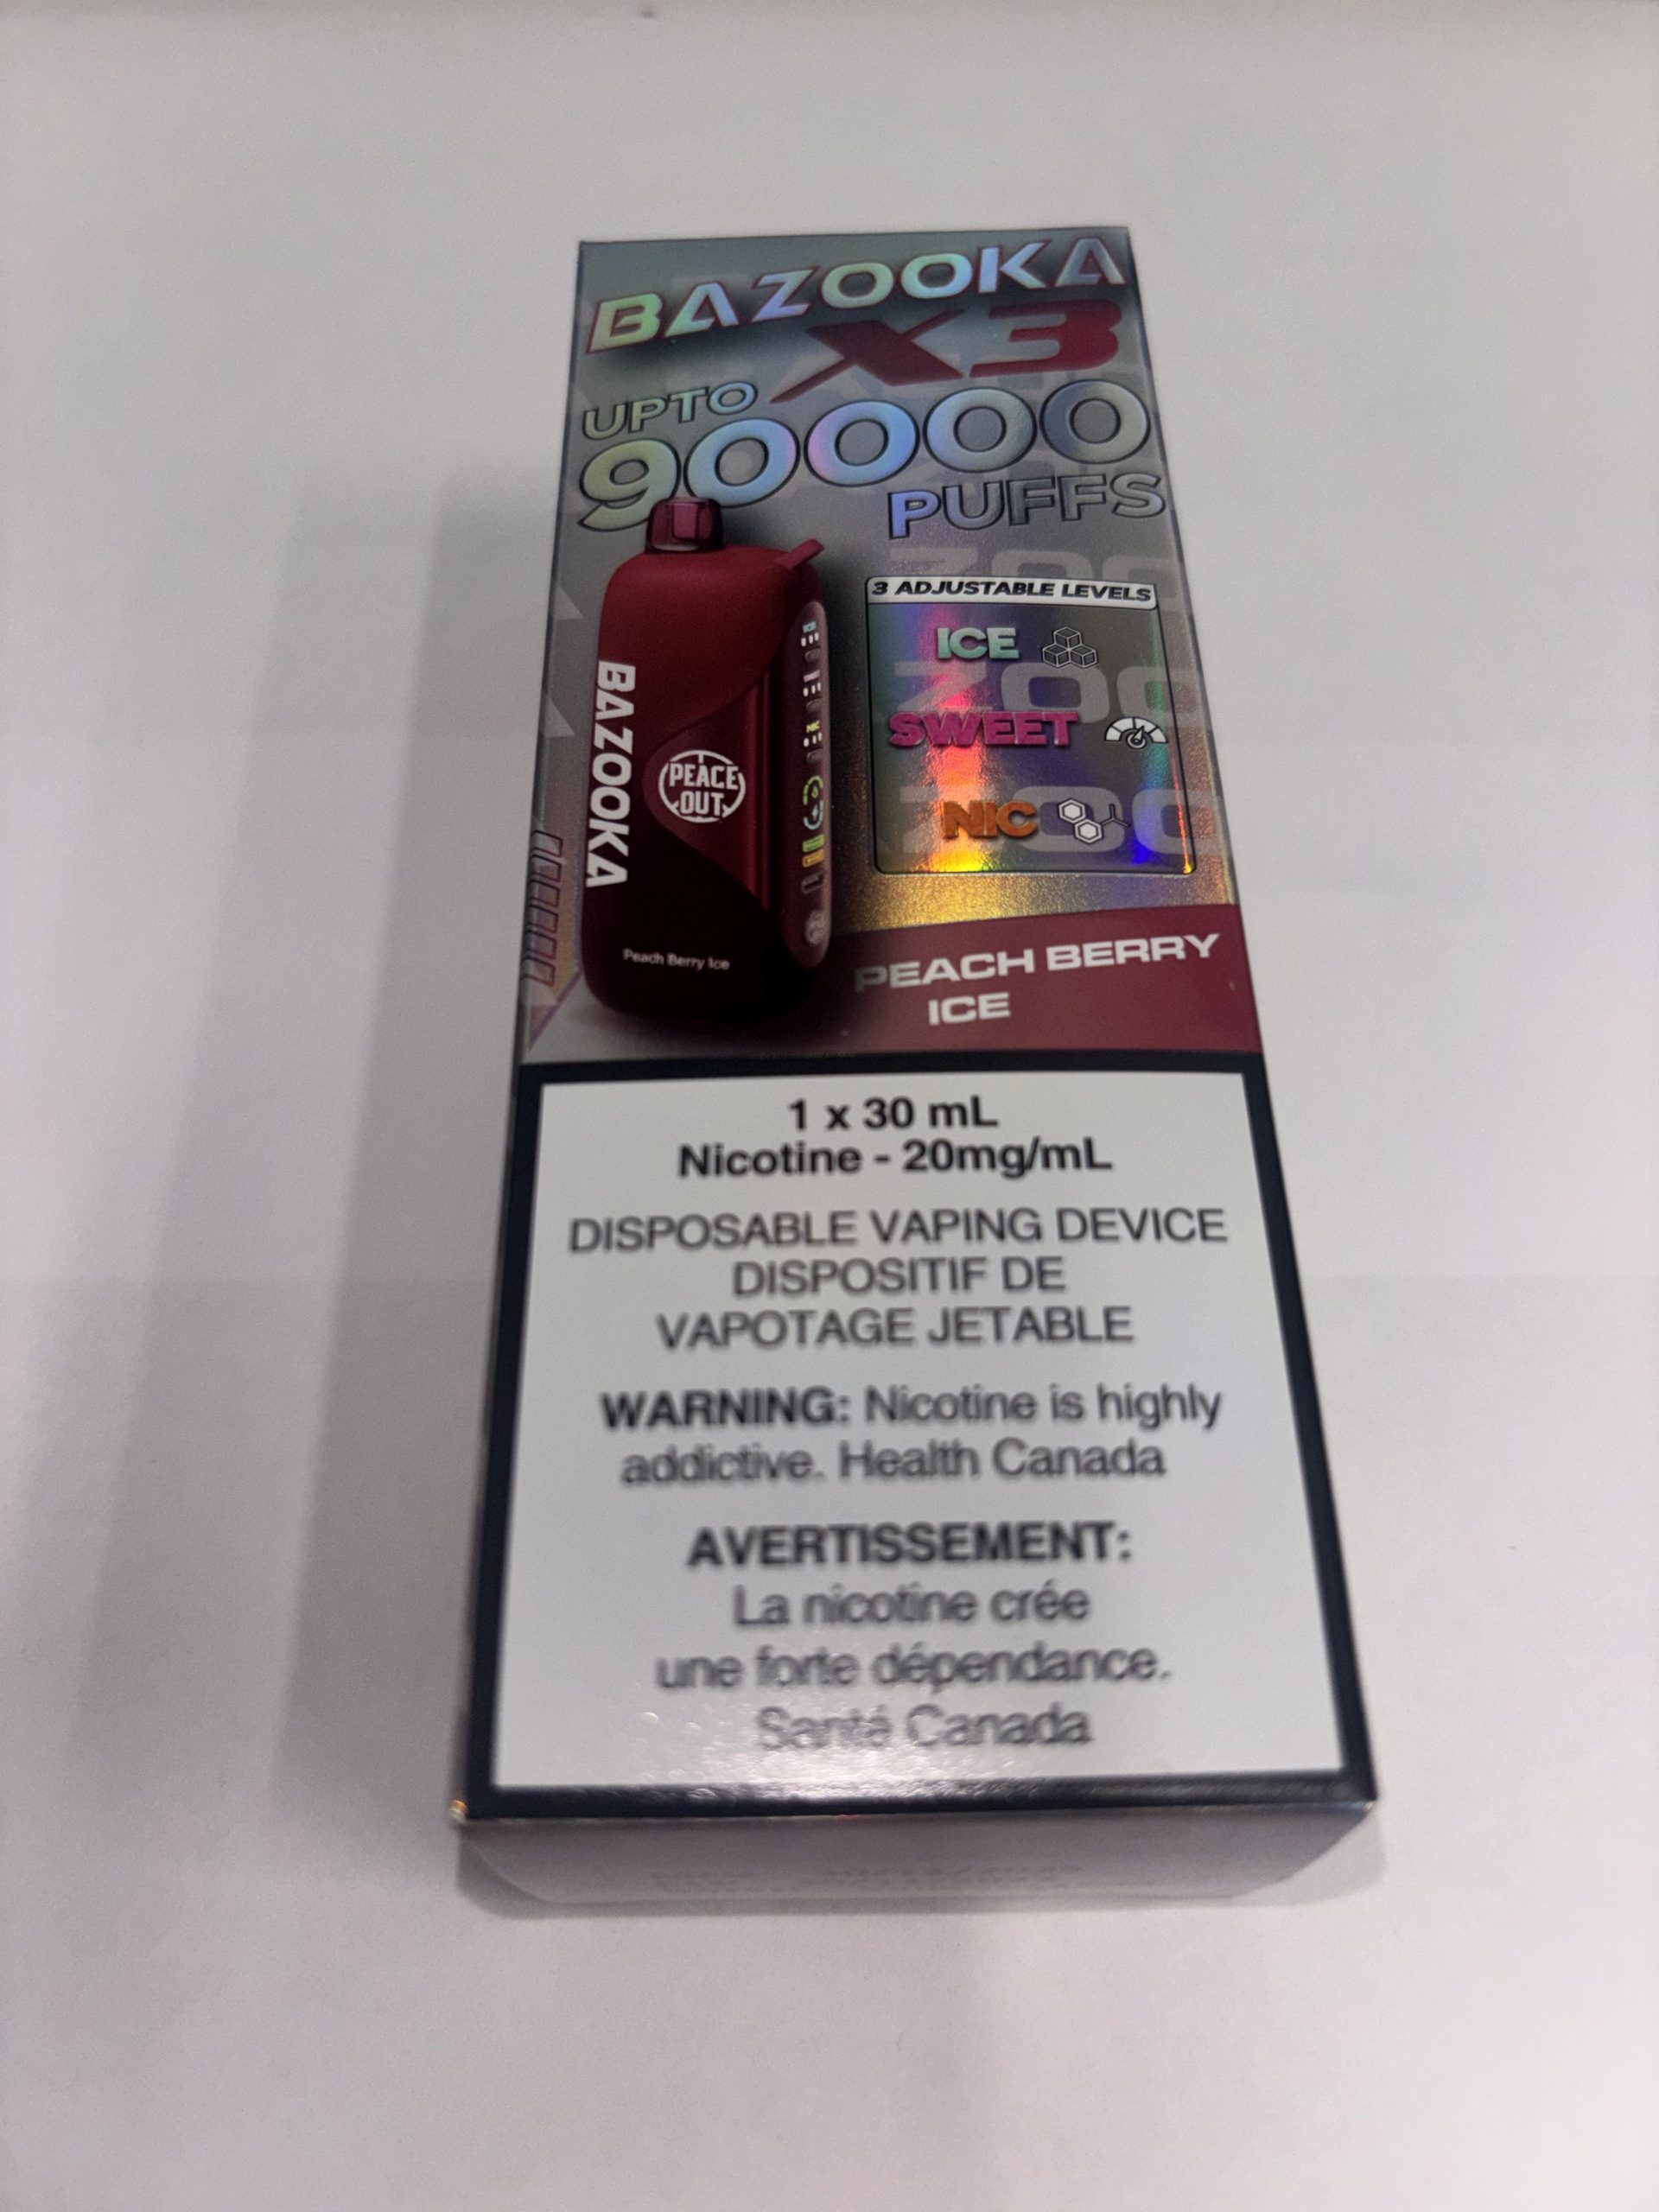 BAZOOKA
X3
UPTO
90000
PUFFS
3 ADJUSTABLE LEVELS
ICE
SWEET
NIC
BAZOOKA
PEACE
OUT
Peach Berry Ice
PEACH BERRY
ICE
1 x 30 mL
Nicotine - 20mg/mL
DISPOSABLE VAPING DEVICE
DISPOSITIF DE
VAPOTAGE JETABLE
WARNING: Nicotine is highly
addictive. Health Canada
AVERTISSEMENT:
La nicotine crée
une forte dépendance.
Santé Canada